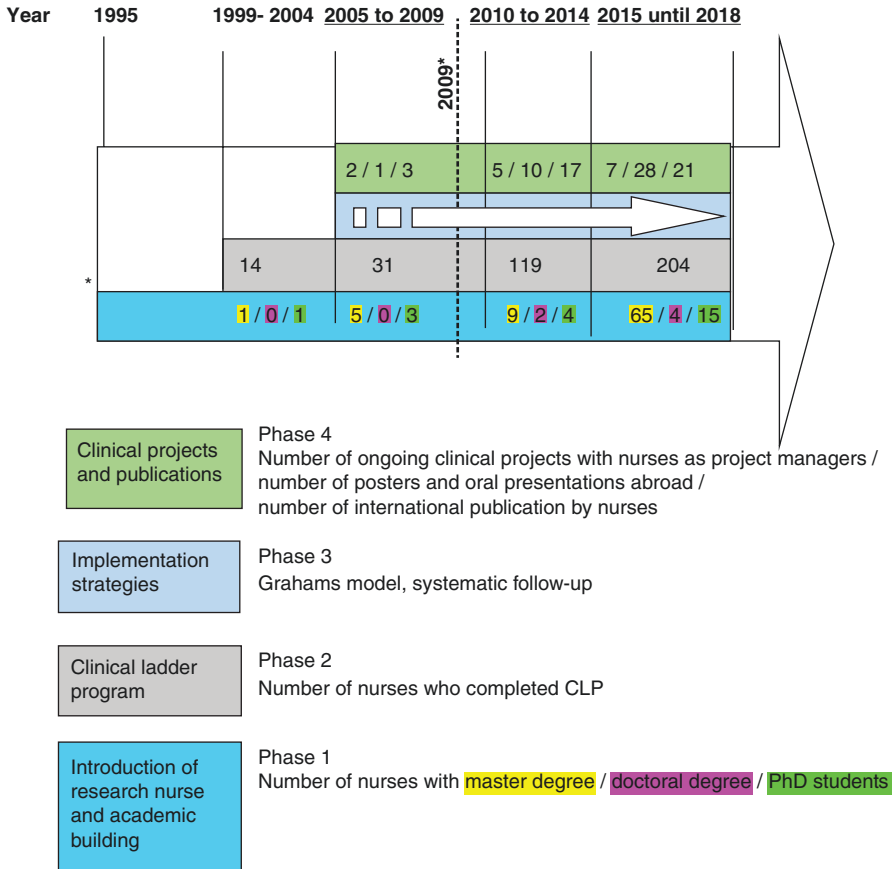 Year 1995 1999- 2004 2005 to 2009 2010 to 2014 2015 until 2018
2009*
2 / 1 / 3 5 / 10 / 17 7 / 28 / 21
14 31 119 204
*
1 / 0 / 1 5 / 0 / 3 9 / 2 / 4 65 / 4 / 15
Clinical projects
and publications
Phase 4
Number of ongoing clinical projects with nurses as project managers /
number of posters and oral presentations abroad /
number of international publication by nurses
Implementation
strategies
Phase 3
Grahams model, systematic follow-up
Clinical ladder
program
Phase 2
Number of nurses who completed CLP
Introduction of
research nurse
and academic
building
Phase 1
Number of nurses with master degree / doctoral degree / PhD students